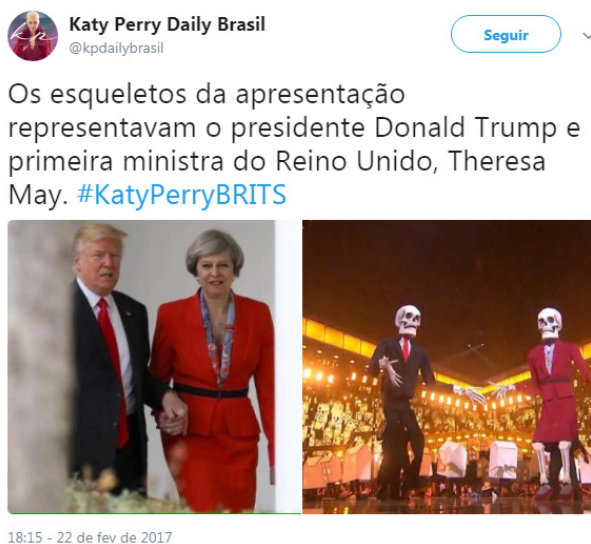 Katy Perry Daily Brasil
@kpdailybrasil
Seguir
Os esqueletos da apresentação
representavam o presidente Donald Trump e
primeira ministra do Reino Unido, Theresa
May. #KatyPerryBRITS
18:15 - 22 de fev de 2017